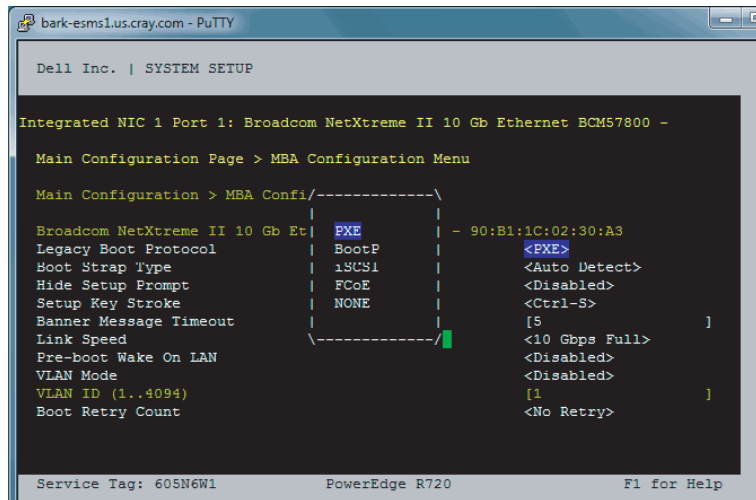 bark-esms1.us.cray.com - PuTTY
Dell Inc. | SYSTEM SETUP
Integrated NIC 1 Port 1: Broadcom NetXtreme II 10 Gb Ethernet BCM57800 -
Main Configuration Page > MBA Configuration Menu
Main Configuration > MBA Confi/-------------\
| |
Broadcom NetXtreme II 10 Gb Et| PXE | - 90:B1:1C:02:30:A3
Legacy Boot Protocol | BootP | <PXE>
Boot Strap Type | iSCSI | <Auto Detect>
Hide Setup Prompt | FCoE | <Disabled>
Setup Key Stroke | NONE | <Ctrl-S>
Banner Message Timeout | | [5 ]
Link Speed \-------------/ <10 Gbps Full>
Pre-boot Wake On LAN <Disabled>
VLAN Mode <Disabled>
VLAN ID (1..4094) [1 ]
Boot Retry Count <No Retry>
Service Tag: 605N6W1 PowerEdge R720 F1 for Help